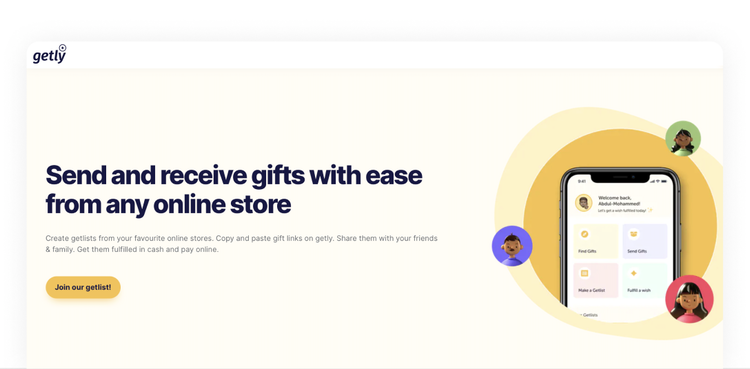 getly
Send and receive gifts with ease
from any online store
Create getlists from your favourite online stores. Copy and paste gift links on getly. Share them with your friends
& family. Get them fulfilled in cash and pay online.
Join our getlist!
9:41
Welcome back,
Abdul-Mohammed!
Let's get a wish fulfilled today!
Find Gifts
Send Gifts
Make a Getlist
Fulfill a wish
Getlists